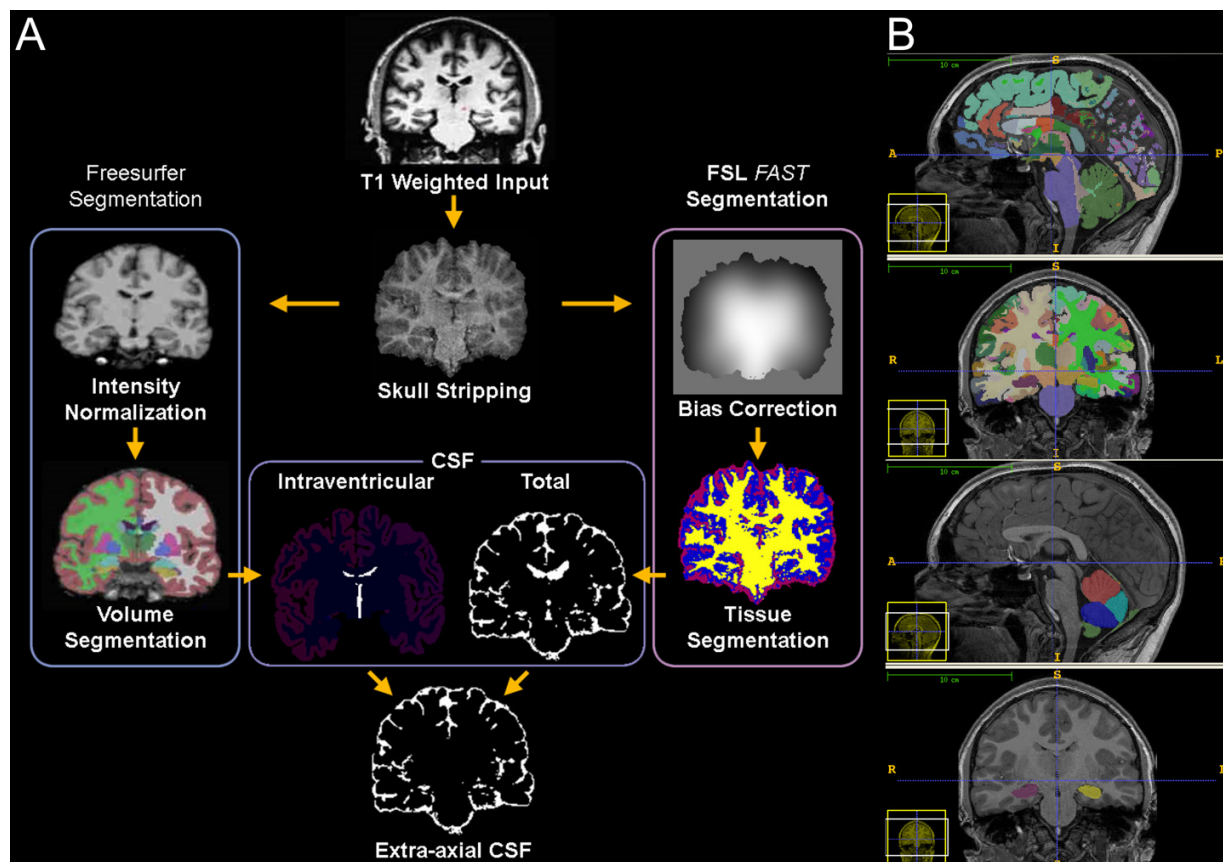 A
T1 Weighted Input
Freesurfer
Segmentation
FSL FAST
Segmentation
Intensity
Normalization
Skull Stripping
Bias Correction
CSF
Intraventricular
Total
Volume
Segmentation
Tissue
Segmentation
Extra-axial CSF
B
10 cm
S
A
P
I
10 cm
S
R
L
I
10 cm
S
A
I
10 cm
S
R